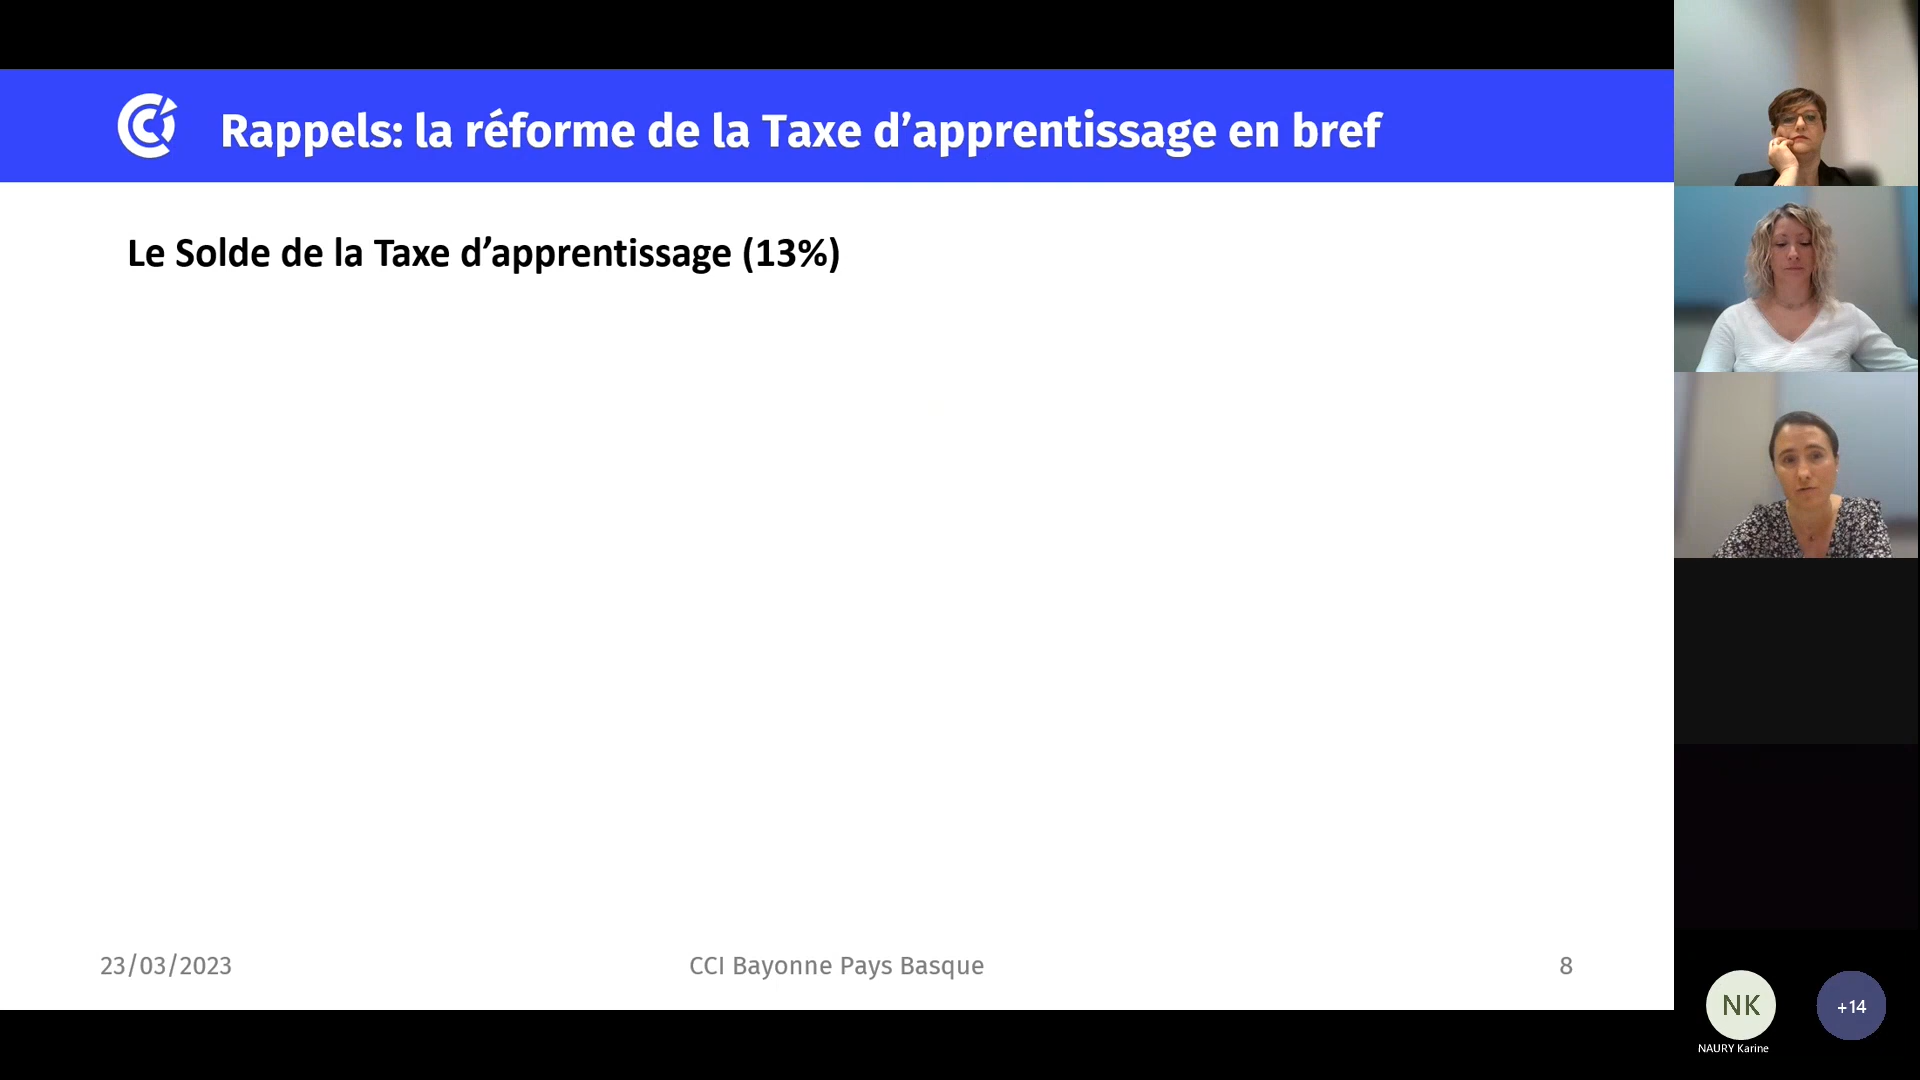 Rappels: la réforme de la Taxe d’apprentissage en bref
Le Solde de la Taxe d’apprentissage (13%)
23/03/2023
CCI Bayonne Pays Basque
8
NK
+14
NAURY Karine